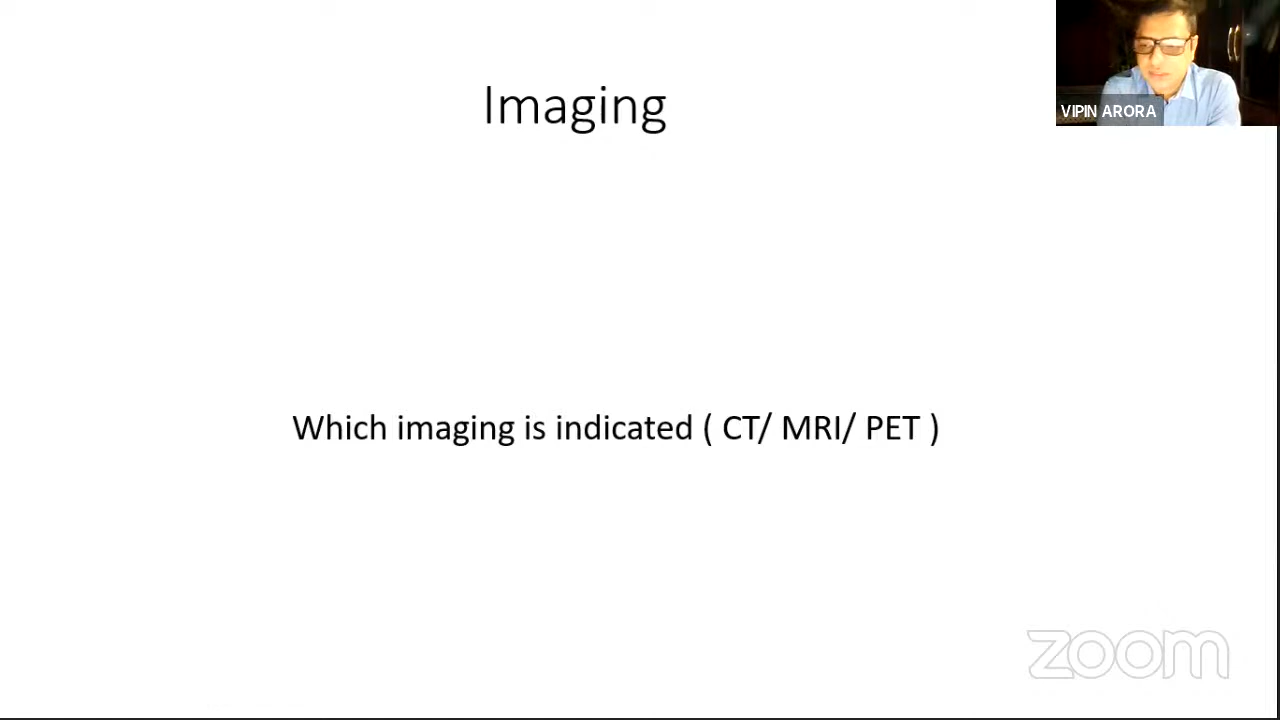 Imaging
VIPIN ARORA
Which imaging is indicated ( CT/ MRI/ PET )
zoom